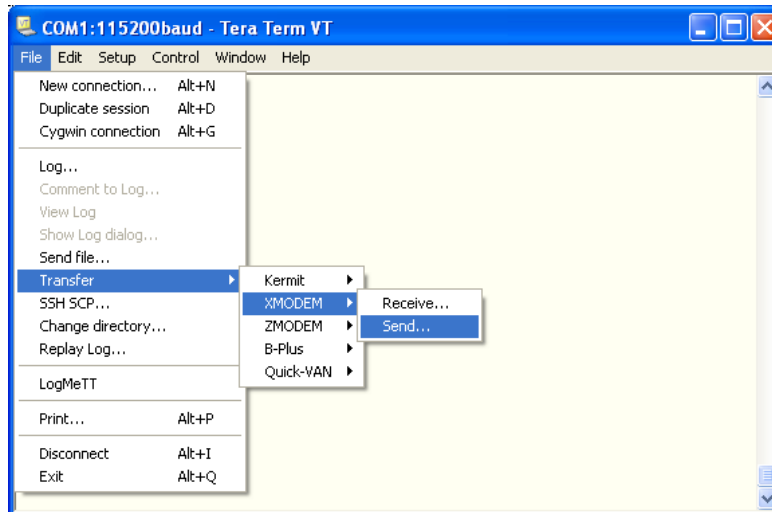 COM1:115200baud - Tera Term VT
File Edit Setup Control Window Help
New connection... Alt+N
Duplicate session Alt+D
Cygwin connection Alt+G
Log...
Comment to Log...
View Log
Show Log dialog...
Send file...
Transfer
SSH SCP...
Change directory...
Replay Log...
LogMeTT
Print... Alt+P
Disconnect Alt+I
Exit Alt+Q
Kermit
XMODEM
ZMODEM
B-Plus
Quick-VAN
Receive...
Send...